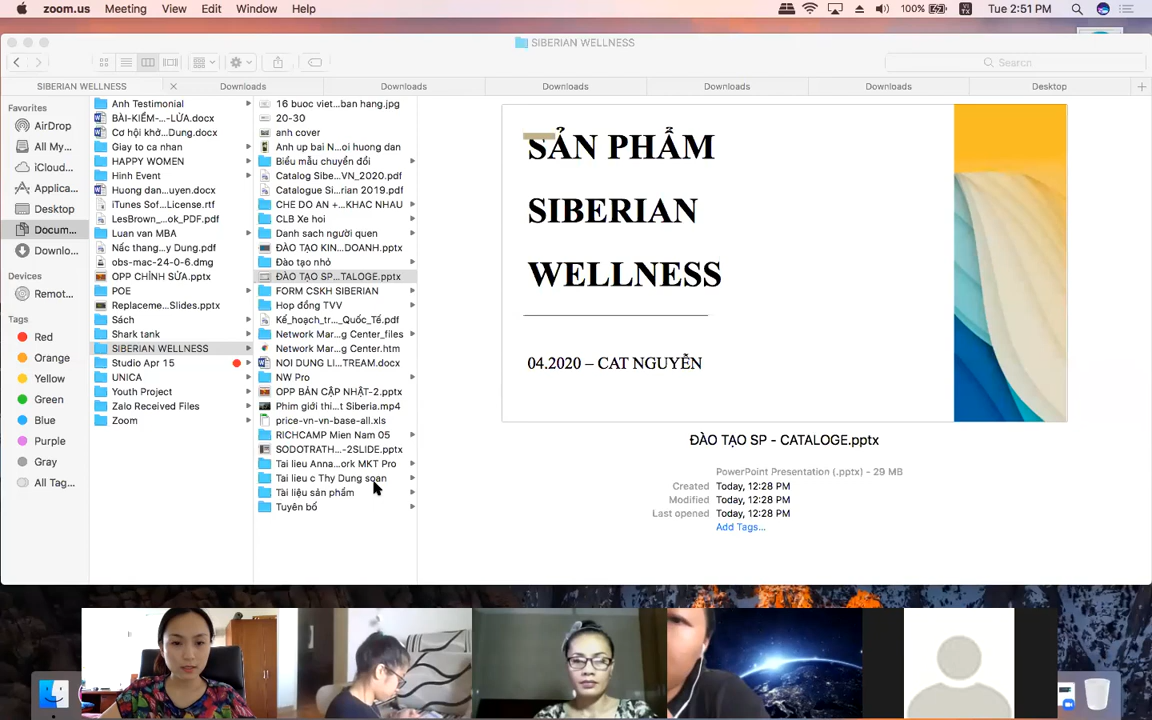 zoom.us Meeting View Edit Window Help
100% Tue 2:51 PM
SIBERIAN WELLNESS
Search
SIBERIAN WELLNESS Downloads Downloads Downloads Downloads Downloads Desktop
Favorites
AirDrop
All My...
iCloud...
Applica...
Desktop
Docum...
Downlo...
Devices
Remot...
Tags
Red
Orange
Yellow
Green
Blue
Purple
Gray
All Tag...
Anh Testimonial
BÀI-KIỂM-...-LỪA.docx
Cơ hội khở...Dung.docx
Giay to ca nhan
HAPPY WOMEN
Hinh Event
Huong dan...uyen.docx
iTunes Sof...License.rtf
LesBrown_...ok_PDF.pdf
Luan van MBA
Nấc thang...y Dung.pdf
obs-mac-24-0-6.dmg
OPP CHỈNH SỬA.pptx
POE
Replaceme...Slides.pptx
Sách
Shark tank
SIBERIAN WELLNESS
Studio Apr 15
UNICA
Youth Project
Zalo Received Files
Zoom
16 buoc viet...ban hang.jpg
20-30
anh cover
Anh up bai N...oi huong dan
Biểu mẫu chuyển đổi
Catalog Sibe...VN_2020.pdf
Catalogue Si...rian 2019.pdf
CHE DO AN +...KHAC NHAU
CLB Xe hoi
Danh sach người quen
ĐÀO TẠO KIN...DOANH.pptx
Đào tạo nhỏ
ĐÀO TẠO SP...TALOGE.pptx
FORM CSKH SIBERIAN
Hop đồng TVV
Kế_hoạch_tr..._Quốc_Tế.pdf
Network Mar...g Center_files
Network Mar...g Center.htm
NOI DUNG LI...TREAM.docx
NW Pro
OPP BẢN CẬP NHẬT-2.pptx
Phim giới thi...t Siberia.mp4
price-vn-vn-base-all.xls
RICHCAMP Mien Nam 05
SODOTRATH...-2SLIDE.pptx
Tai lieu Anna...ork MKT Pro
Tai lieu c Thy Dung soạn
Tài liệu sản phẩm
Tuyên bố
SẢN PHẨM
SIBERIAN
WELLNESS
04.2020 – CAT NGUYỄN
ĐÀO TẠO SP - CATALOGE.pptx
PowerPoint Presentation (.pptx) - 29 MB
Created Today, 12:28 PM
Modified Today, 12:28 PM
Last opened Today, 12:28 PM
Add Tags...